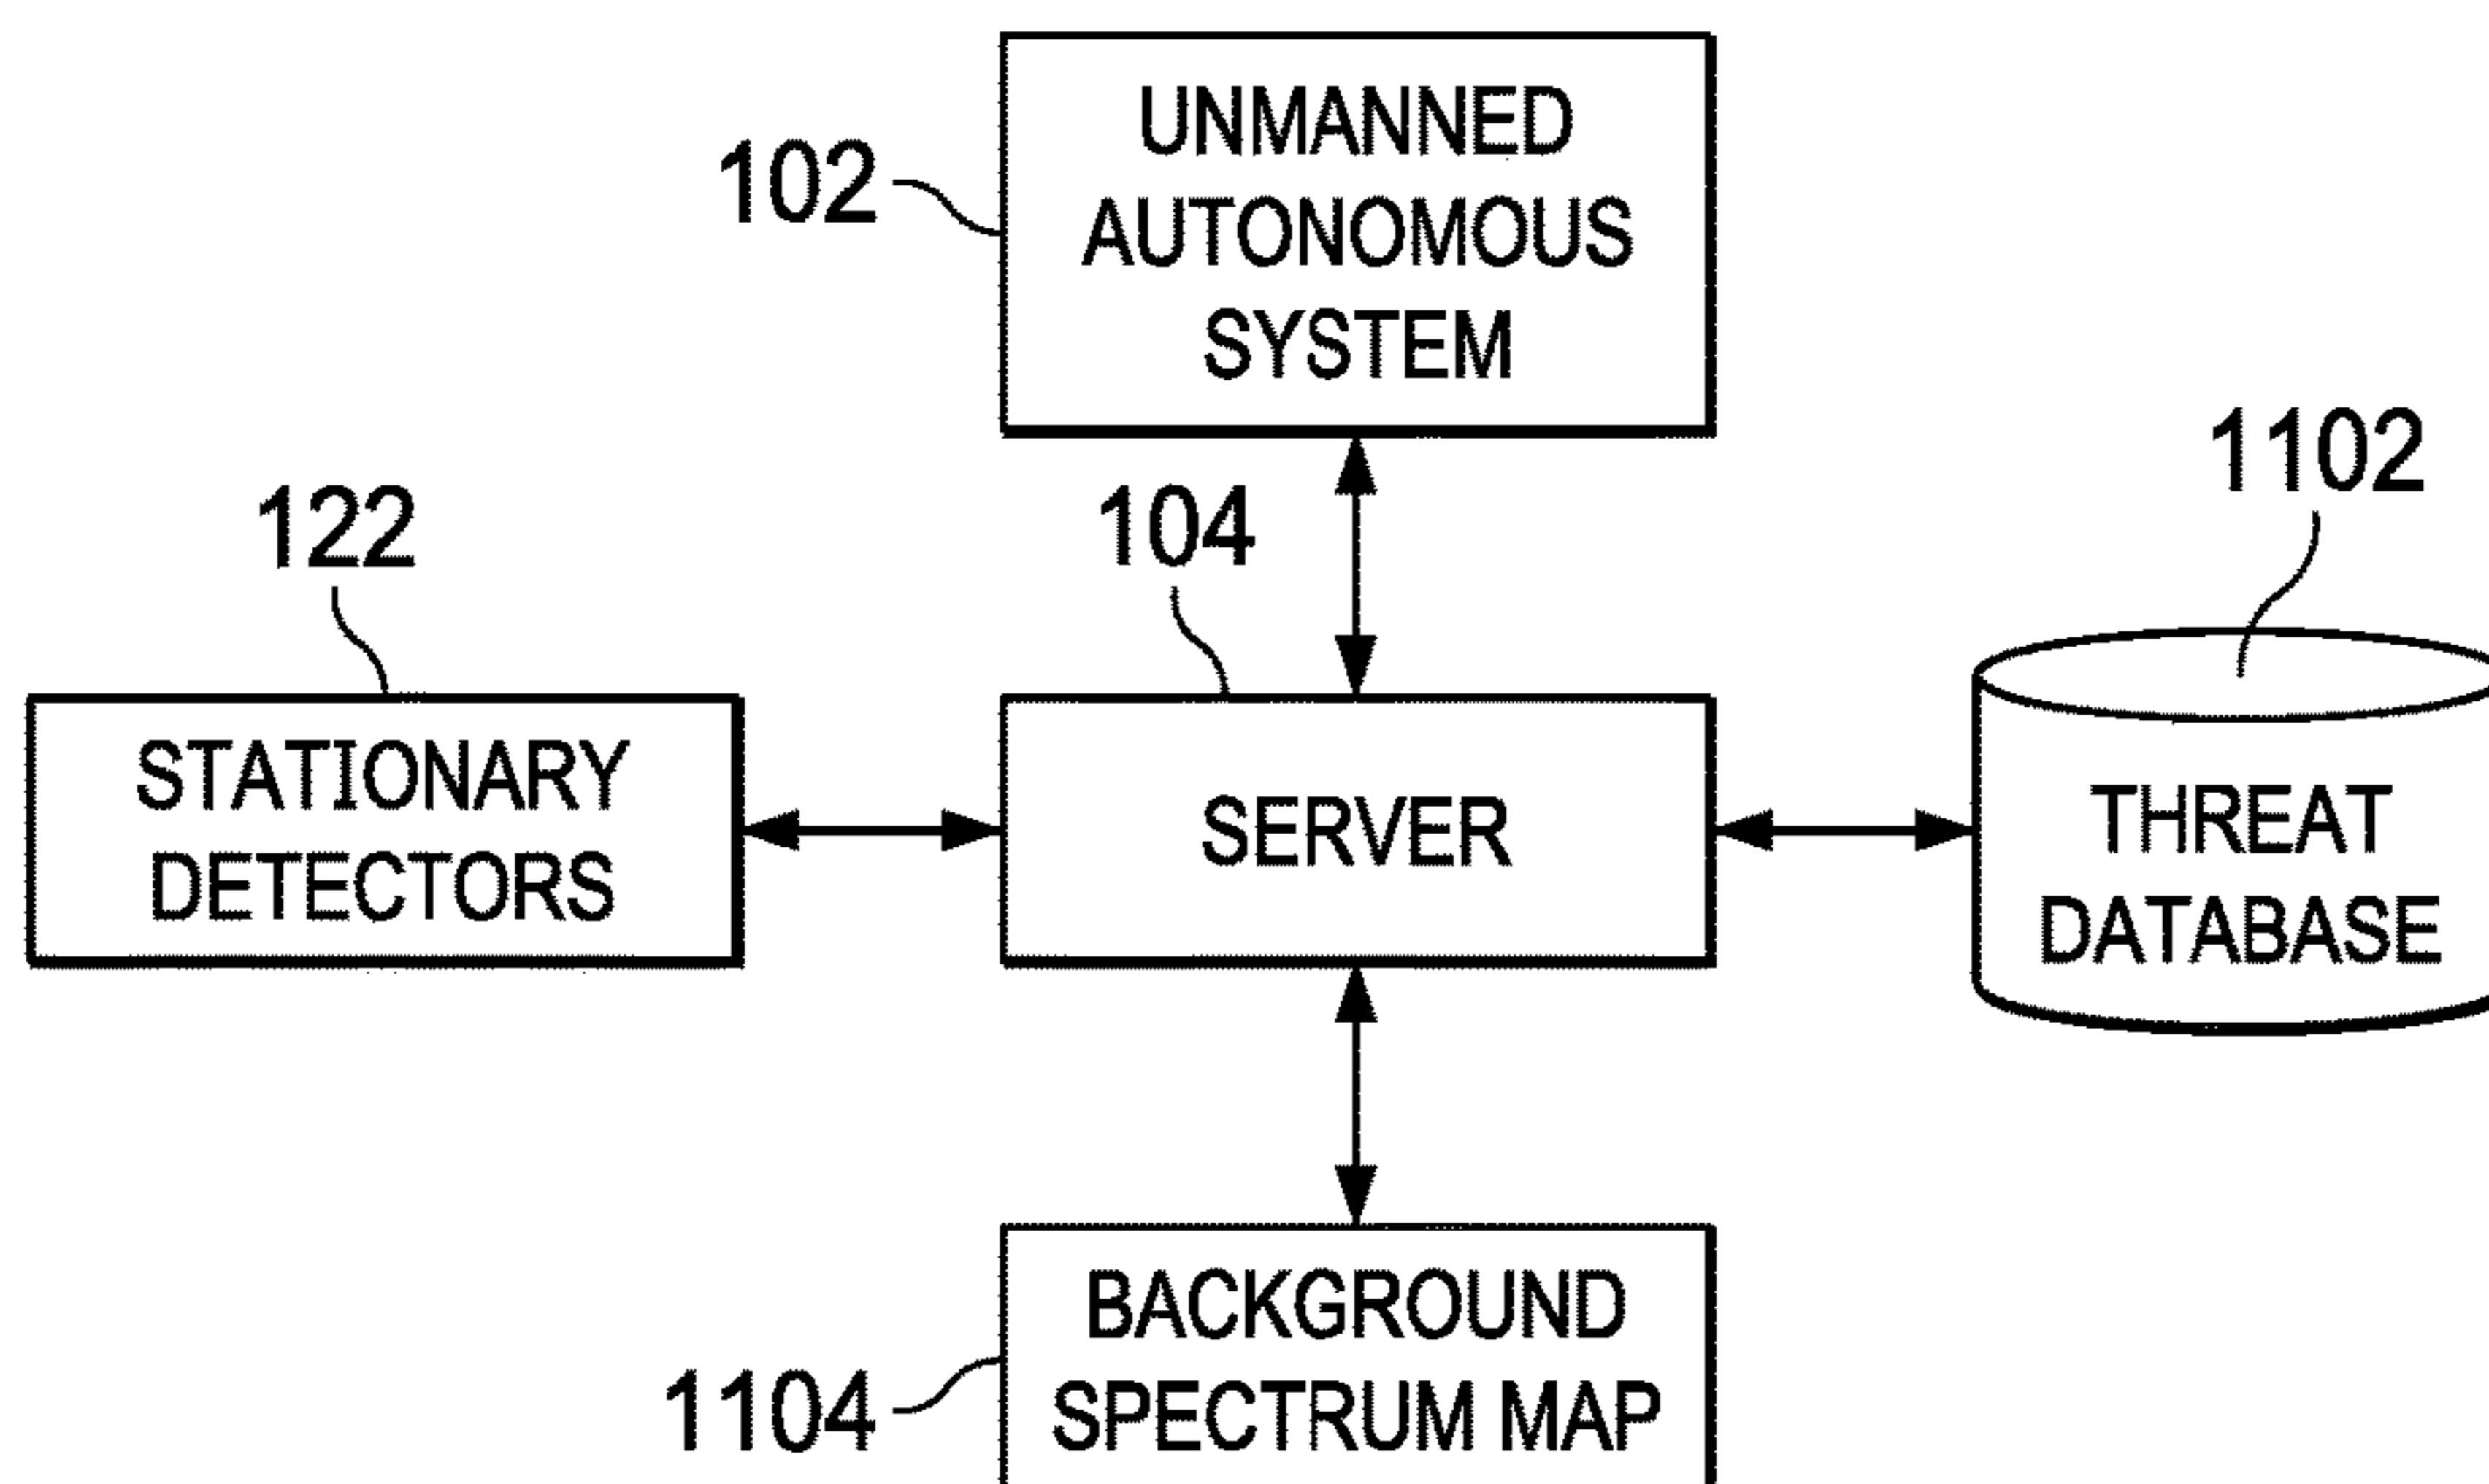 UNMANNED
AUTONOMOUS
SYSTEM
102
1102
122
104
STATIONARY
DETECTORS
SERVER
THREAT
DATABASE
BACKGROUND
SPECTRUM MAP
1104